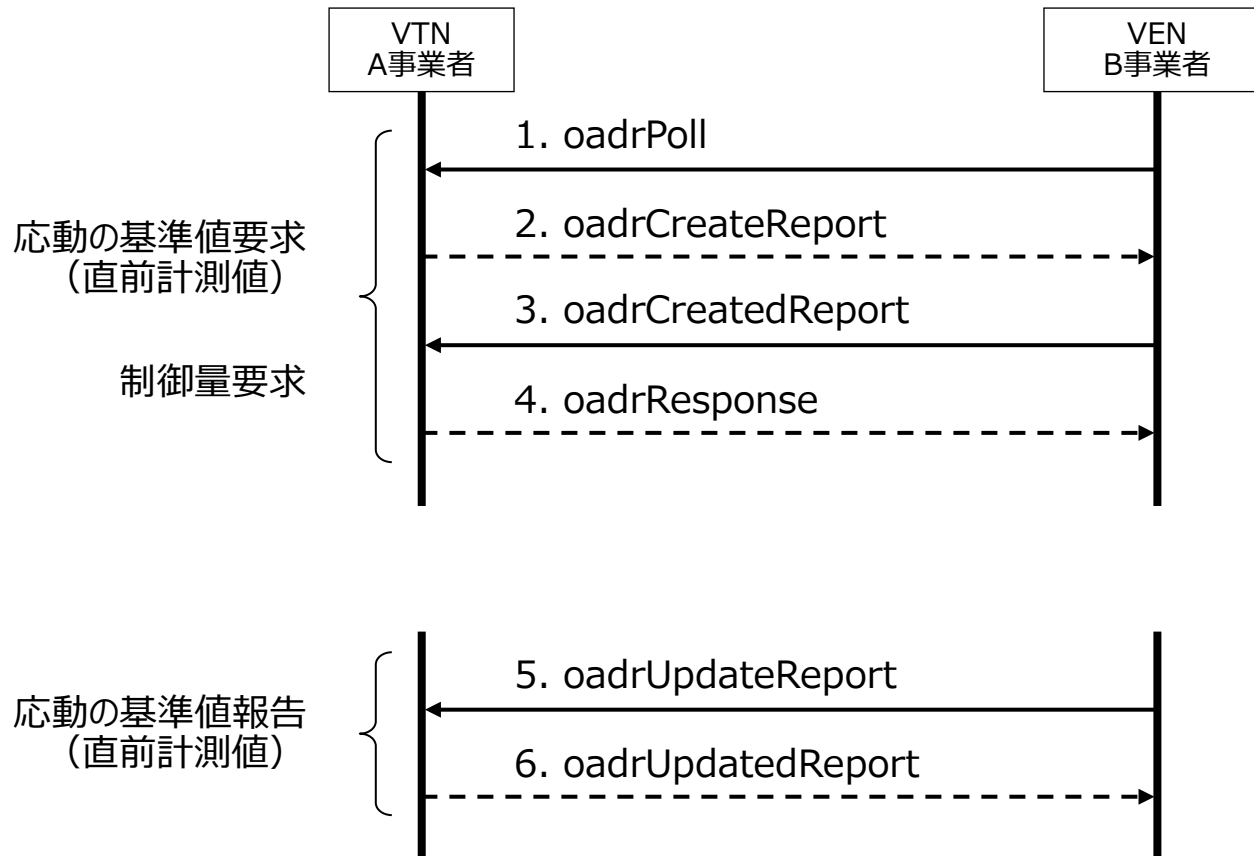 VTN
A事業者
VEN
B事業者
1. oadrPoll
2. oadrCreateReport
応動の基準値要求
（直前計測値）
3. oadrCreatedReport
制御量要求
4. oadrResponse
5. oadrUpdateReport
応動の基準値報告
（直前計測値）
6. oadrUpdatedReport